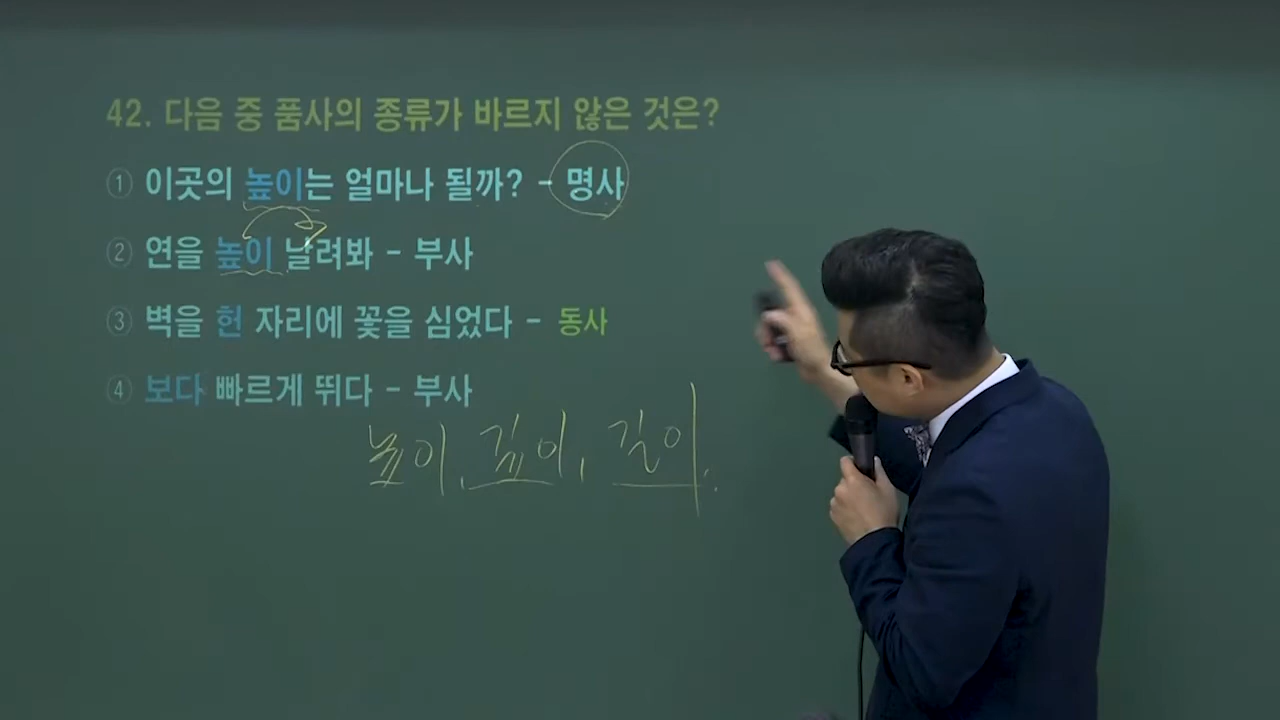 42. 다음 중 품사의 종류가 바르지 않은 것은?
① 이곳의 높이는 얼마나 될까? - 명사
② 연을 높이 날려봐 - 부사
③ 벽을 헌 자리에 꽃을 심었다 - 동사
④ 보다 빠르게 뛰다 - 부사
높이, 깊이, 길이.